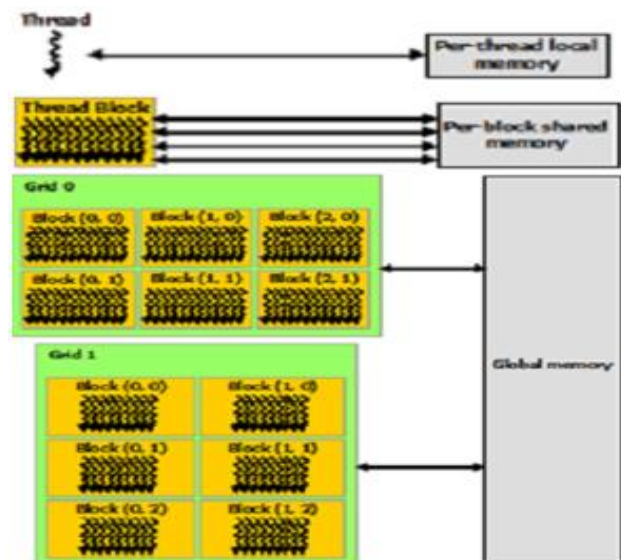 Thread
Per-thread local
memory
Thread Block
Per-block shared
memory
Grid 0
Block (0, 0)
Block (1, 0)
Block (2, 0)
Block (0, 1)
Block (1, 1)
Block (2, 1)
Global memory
Grid 1
Block (0, 0)
Block (1, 0)
Block (0, 1)
Block (1, 1)
Block (0, 2)
Block (1, 2)